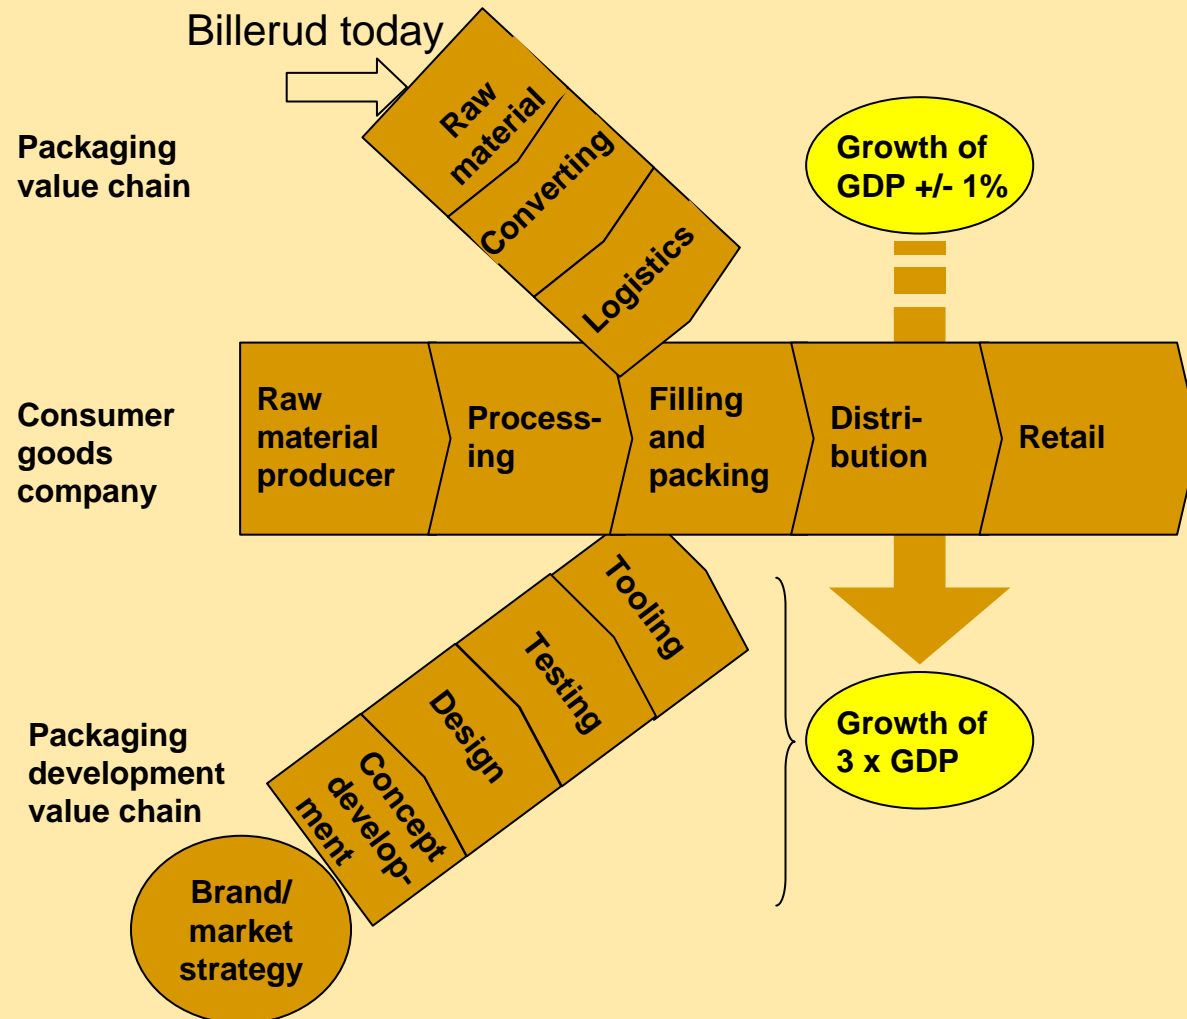 Billerud today
Raw
material
Converting
Logistics
Packaging
value chain
Growth of
GDP +/- 1%
Consumer
goods
company
Raw
material
producer
Process-
ing
Filling
and
packing
Distri-
bution
Retail
Tooling
Testing
Design
Concept
develop-
ment
Packaging
development
value chain
Growth of
3 x GDP
Brand/
market
strategy